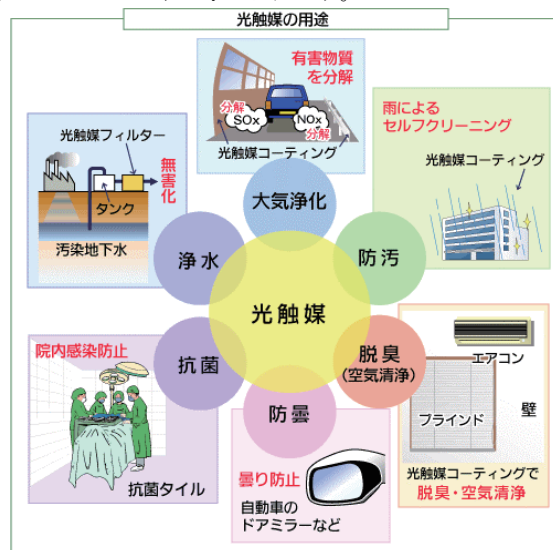 光触媒の用途
有害物質
を分解
分解
SOx
NOx
分解
光触媒コーティング
大気浄化
雨による
セルフクリーニング
光触媒コーティング
防汚
光触媒フィルター
無害化
タンク
汚染地下水
浄水
光触媒
院内感染防止
抗菌
抗菌タイル
防曇
曇り防止
自動車の
ドアミラーなど
脱臭
(空気清浄)
エアコン
ブラインド
壁
光触媒コーティングで
脱臭・空気清浄